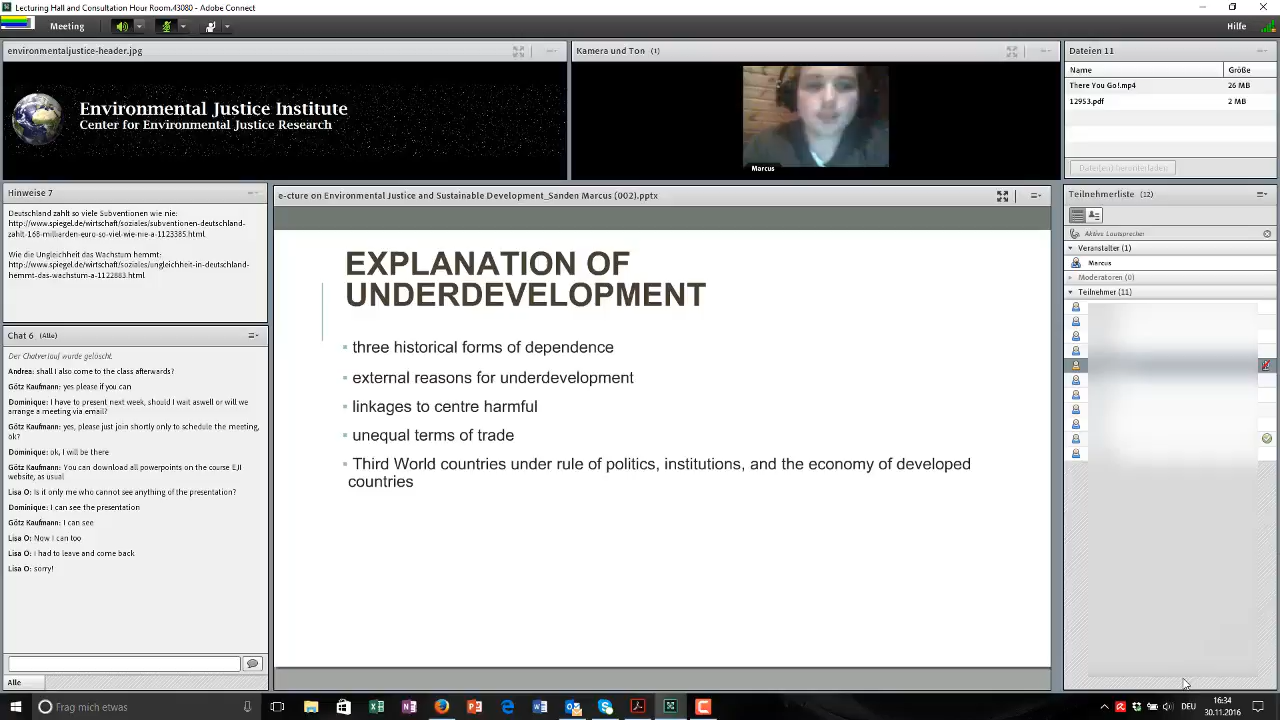 Lecturing Hall and Consultation Hour Room,43080 - Adobe Connect
Meeting
Hilfe
environmentaljustice-header.jpg
Environmental Justice Institute
Center for Environmental Justice Research
Kamera und Ton (1)
Marcus
Dateien 11
Name Größe
There You Go!.mp4 26 MB
12953.pdf 2 MB
Datei(en) herunterladen
Hinweise 7
Deutschland zahlt so viele Subventionen wie nie:
http://www.spiegel.de/wirtschaft/soziales/subventionen-deutschland-
zahlt-168-milliarden-euro-so-viel-wie-nie-a-1123385.html.
Wie die Ungleichheit das Wachstum hemmt:
http://www.spiegel.de/wirtschaft/soziales/ungleichheit-in-deutschland-
hemmt-das-wachstum-a-1122883.html.
Chat 6 (Alle)
Der Chatverlauf wurde gelöscht.
Andrea: shall I also come to the class afterwards?
Götz Kaufmann: yes please if you can
Dominique: I have to present next week, should I wait aswell or will we
arrange a meeting via email?
Götz Kaufmann: yes, please just join shortly only to schedule the meeting,
ok?
Dominique: ok, I will be there
Götz Kaufmann: You can download all powerpoints on the course EJI
website, as usual
Lisa O: Is it only me who cannot see anything of the presentation?
Dominique: I can see the presentation
Götz Kaufmann: I can see
Lisa O: Now I can too
Lisa O: i had to leave and come back
Lisa O: sorry!
Alle
e-cture on Environmental Justice and Sustainable Development_Sanden Marcus (002).pptx
EXPLANATION OF
UNDERDEVELOPMENT
three historical forms of dependence
external reasons for underdevelopment
linkages to centre harmful
unequal terms of trade
Third World countries under rule of politics, institutions, and the economy of developed
countries
Teilnehmerliste (12)
Aktive Lautsprecher
Veranstalter (1)
Marcus
Moderatoren (0)
Teilnehmer (11)
Frag mich etwas
DEU
16:34
30.11.2016